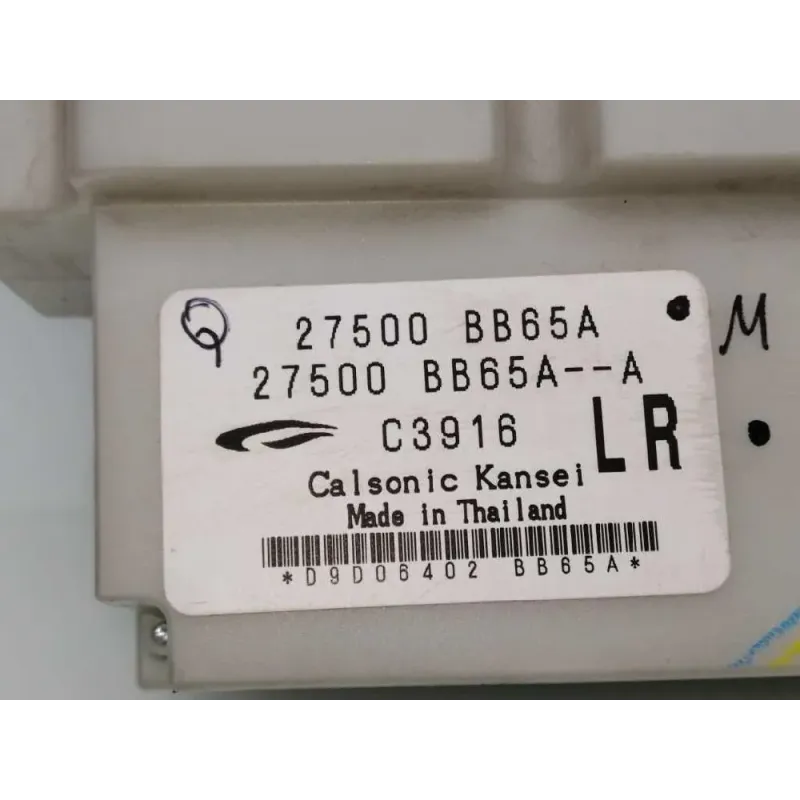 Q
27500 BB65A
M
27500 BB65A--A
C3916
LR
Calsonic Kansei
Made in Thailand
*D9D06402 BB65A*